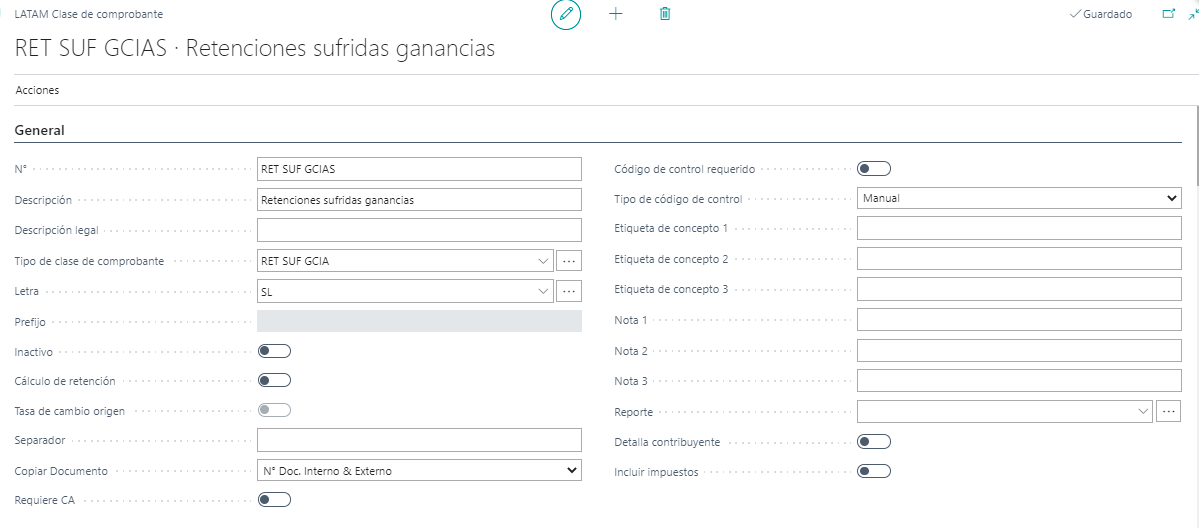 LATAM Clase de comprobante
Guardado
RET SUF GCIAS · Retenciones sufridas ganancias
Acciones
General
N° RET SUF GCIAS
Descripción Retenciones sufridas ganancias
Descripción legal
Tipo de clase de comprobante RET SUF GCIA
Letra SL
Prefijo
Inactivo
Cálculo de retención
Tasa de cambio origen
Separador
Copiar Documento N° Doc. Interno & Externo
Requiere CA
Código de control requerido
Tipo de código de control Manual
Etiqueta de concepto 1
Etiqueta de concepto 2
Etiqueta de concepto 3
Nota 1
Nota 2
Nota 3
Reporte
Detalla contribuyente
Incluir impuestos